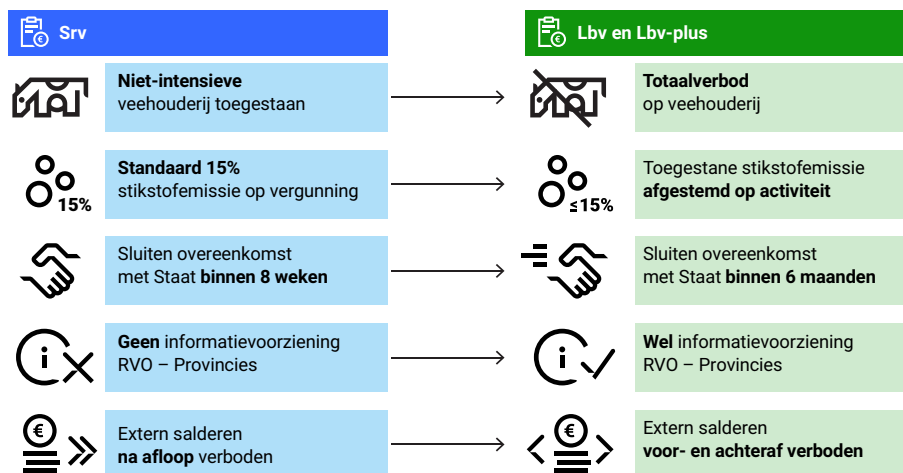 Srv
Lbv en Lbv-plus
Niet-intensieve
veehouderij toegestaan
Totaalverbod
op veehouderij
15%
Standaard 15%
stikstofemissie op vergunning
≤15%
Toegestane stikstofemissie
afgestemd op activiteit
Sluiten overeenkomst
met Staat binnen 8 weken
Sluiten overeenkomst
met Staat binnen 6 maanden
Geen informatievoorziening
RVO – Provincies
Wel informatievoorziening
RVO – Provincies
Extern salderen
na afloop verboden
Extern salderen
voor- en achteraf verboden